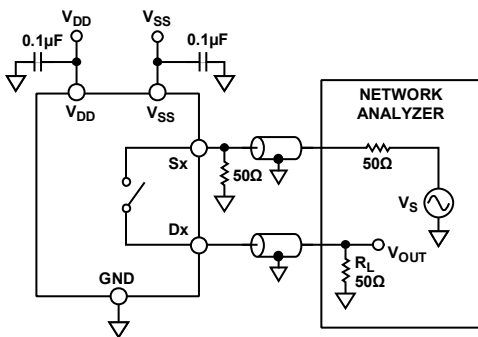 VDD
VSS
0.1µF
0.1µF
VDD
VSS
NETWORK
ANALYZER
Sx
50Ω
50Ω
VS
Dx
VOUT
RL
50Ω
GND